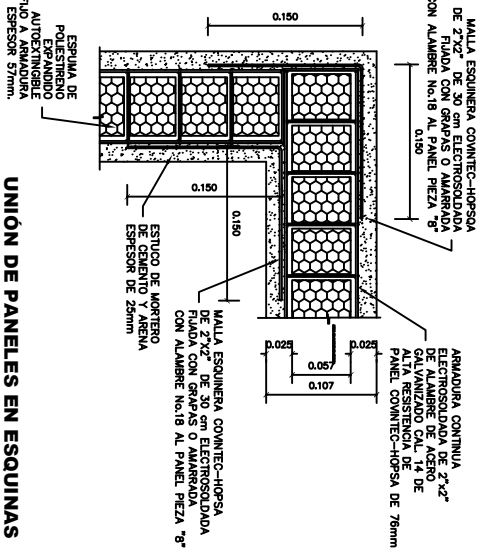 MALLA ESQUINERA COVINTEC-HOPSQA
DE 2"X2" DE 30 cm ELECTROSOLDADA
FIJADA CON GRAPAS O AMARRADA
CON ALAMBRE No.18 AL PANEL PIEZA "8"
0.150
0.150
ARMADURA CONTINUA
ELECTROSOLDADA DE 2"x2"
DE ALAMBRE DE ACERO
GALVANIZADO CAL. 14 DE
ALTA RESISTENCIA DE
PANEL COVINTEC-HOPSA DE 76mm
0.025
0.057
0.025
0.107
0.150
0.150
MALLA ESQUINERA COVINTEC-HOPSA
DE 2"x2" DE 30 cm ELECTROSOLDADA
FIJADA CON GRAPAS O AMARRADA
CON ALAMBRE No.18 AL PANEL PIEZA "8"
ESTUCO DE MORTERO
DE CEMENTO Y ARENA
ESPESOR DE 25mm
ESPUMA DE
POLIESTIRENO
EXPANDIDO
AUTOEXTINGIBLE
FIJO A ARMADURA
ESPESOR 57mm.
UNIÓN DE PANELES EN ESQUINAS